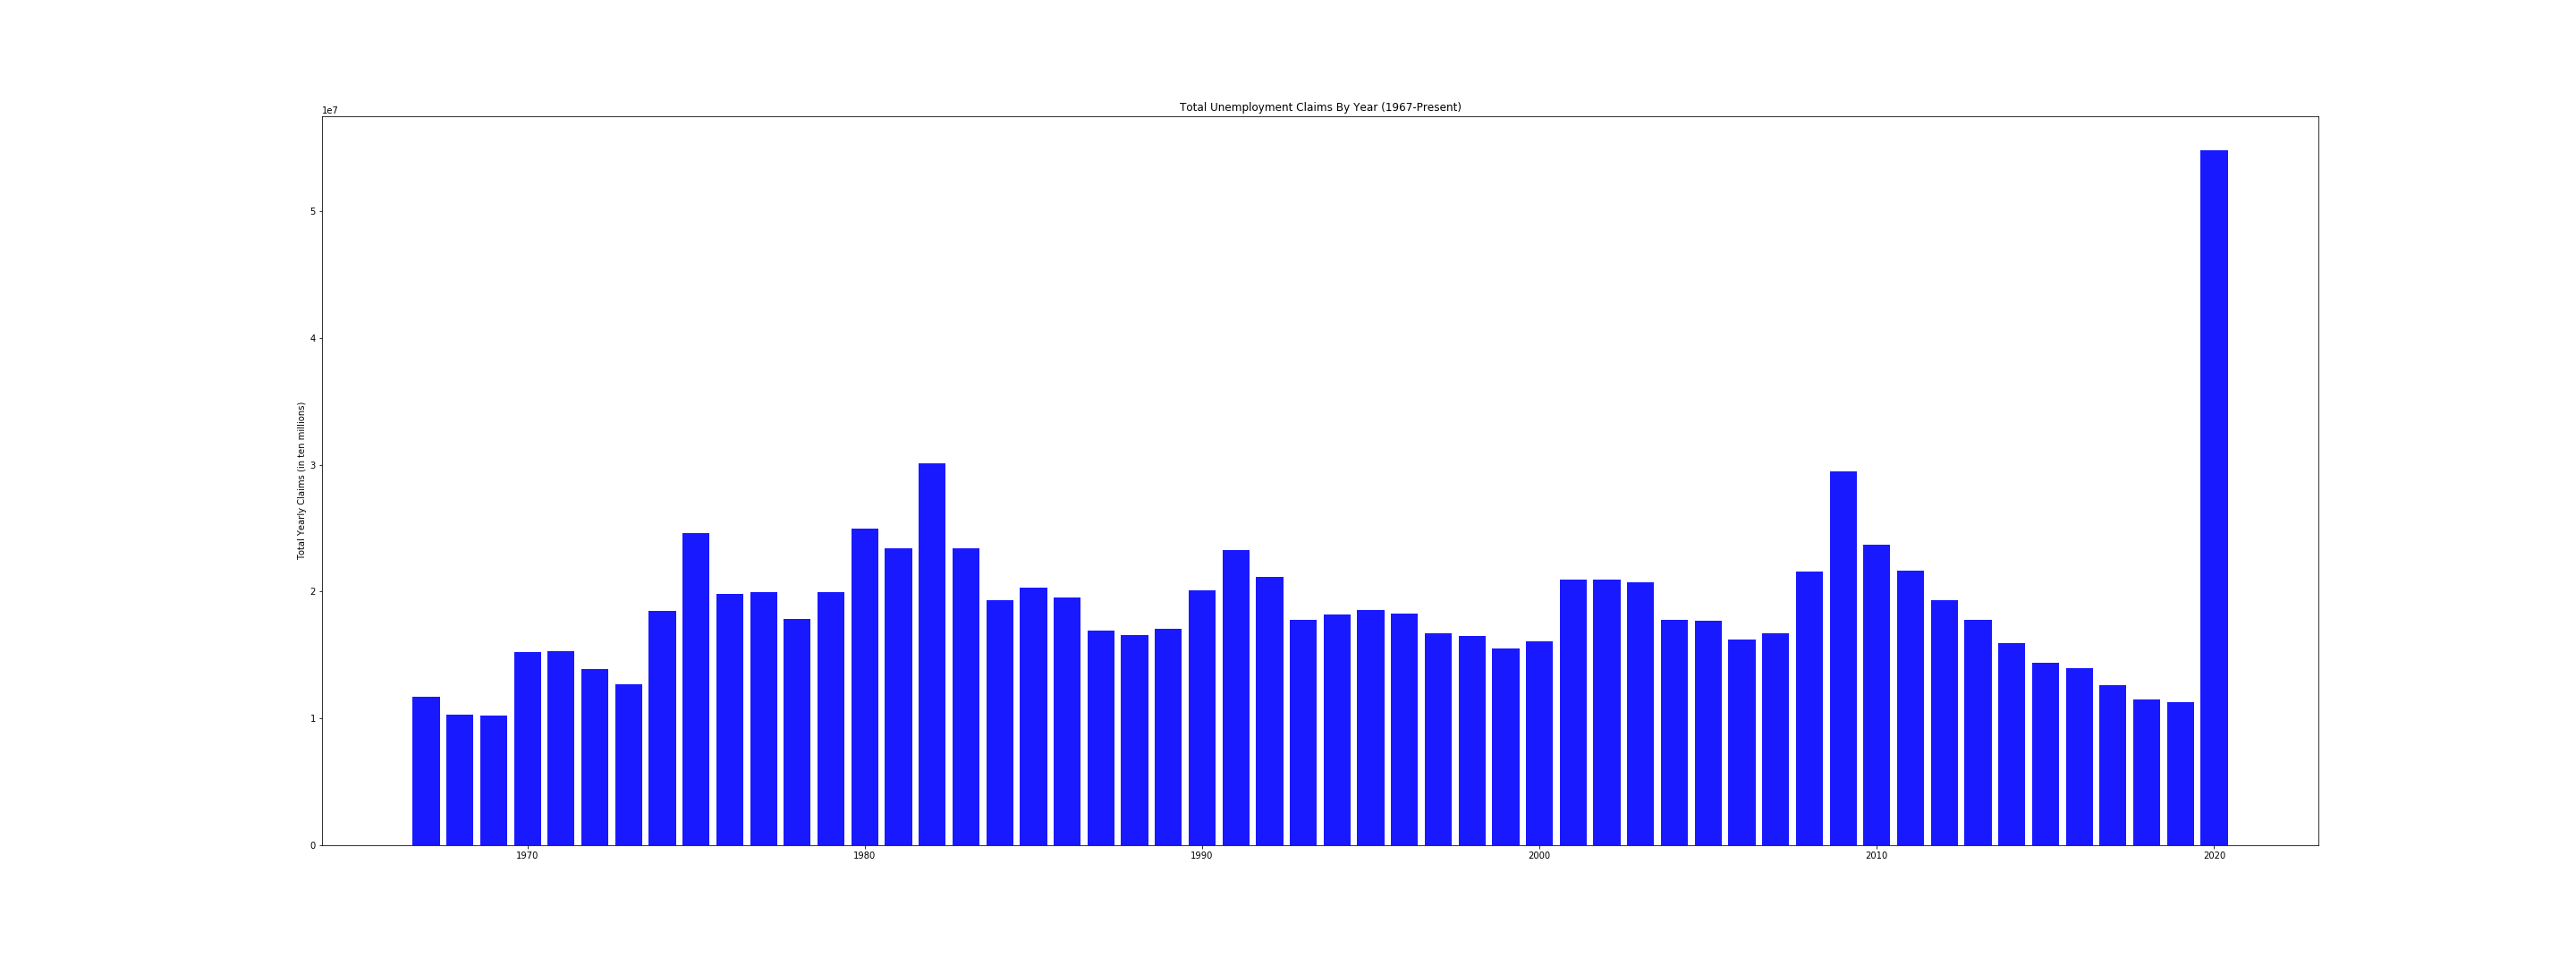 Total Unemployment Claims By Year (1967-Present)
1e7
5
4
3
2
1
0
Total Yearly Claims (in ten millions)
1970 1980 1990 2000 2010 2020